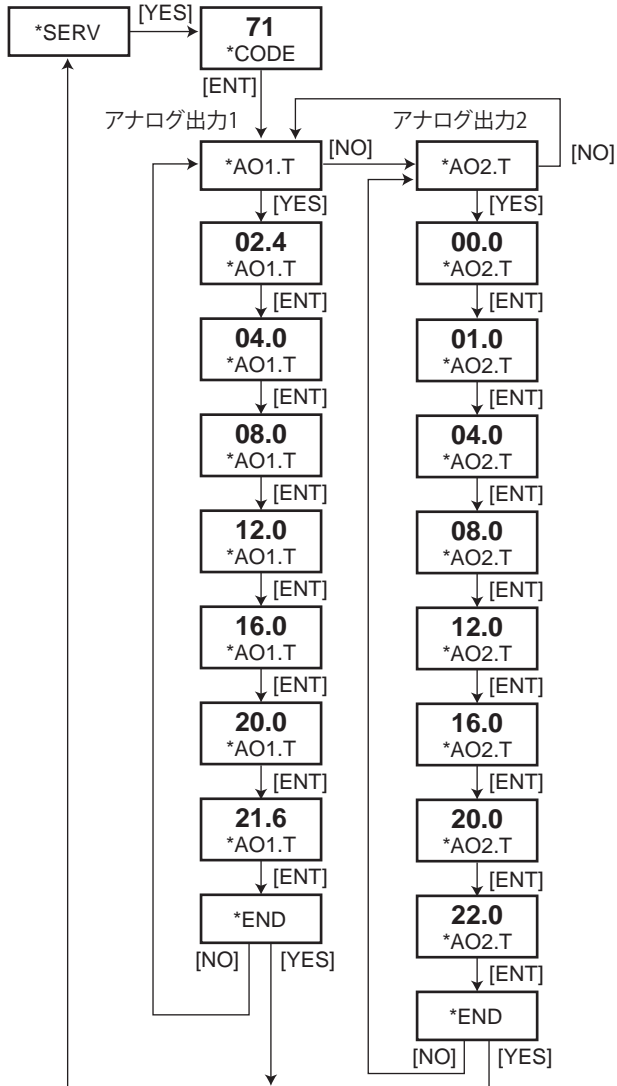 *SERV
[YES]
71
*CODE
[ENT]
アナログ出力1
アナログ出力2
*AO1.T
[NO]
*AO2.T
[NO]
[YES]
[YES]
02.4
*AO1.T
00.0
*AO2.T
[ENT]
[ENT]
04.0
*AO1.T
01.0
*AO2.T
[ENT]
[ENT]
08.0
*AO1.T
04.0
*AO2.T
[ENT]
[ENT]
12.0
*AO1.T
08.0
*AO2.T
[ENT]
[ENT]
16.0
*AO1.T
12.0
*AO2.T
[ENT]
[ENT]
20.0
*AO1.T
16.0
*AO2.T
[ENT]
[ENT]
21.6
*AO1.T
20.0
*AO2.T
[ENT]
[ENT]
*END
22.0
*AO2.T
[NO]
[YES]
[ENT]
*END
[NO]
[YES]